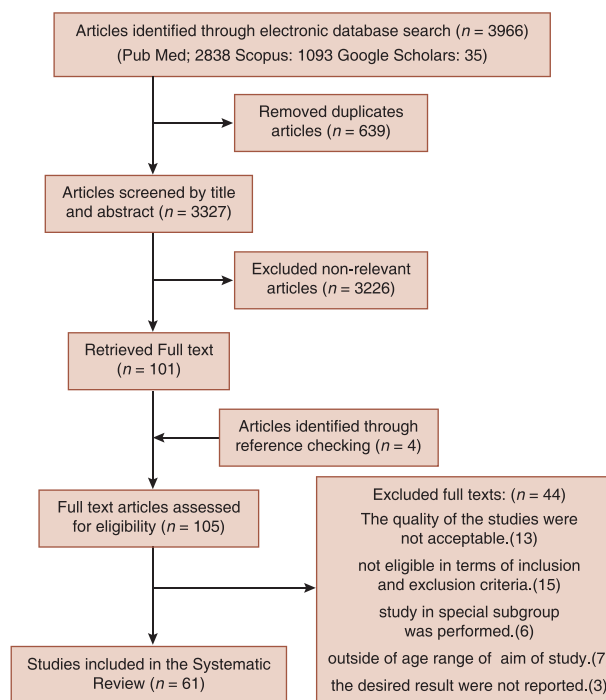 Articles identified through electronic database search (n = 3966)
(Pub Med; 2838 Scopus: 1093 Google Scholars: 35)
Removed duplicates
articles (n = 639)
Articles screened by title
and abstract (n = 3327)
Excluded non-relevant
articles (n = 3226)
Retrieved Full text
(n = 101)
Articles identified through
reference checking (n = 4)
Full text articles assessed
for eligibility (n = 105)
Excluded full texts: (n = 44)
The quality of the studies were
not acceptable.(13)
not eligible in terms of inclusion
and exclusion criteria.(15)
study in special subgroup
was performed.(6)
outside of age range of aim of study.(7
the desired result were not reported.(3)
Studies included in the Systematic
Review (n = 61)